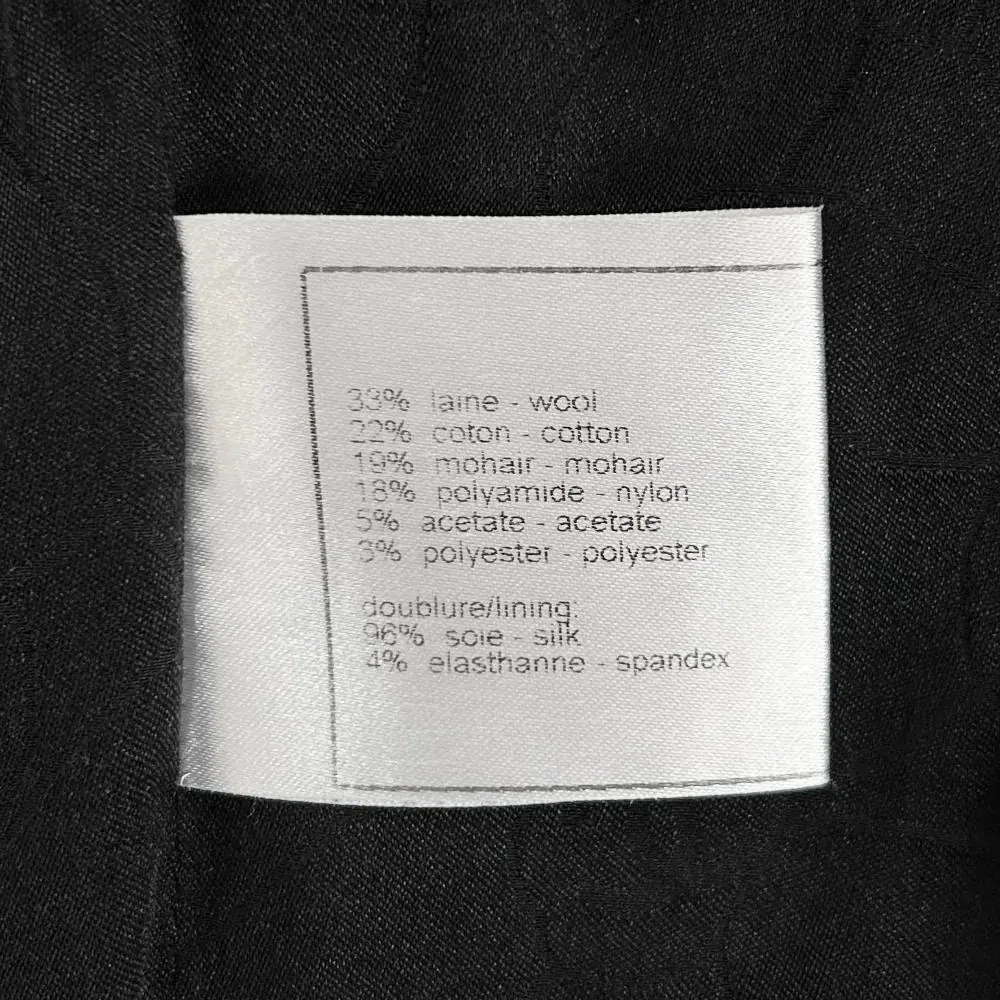 33% laine - wool
22% coton - cotton
19% mohair - mohair
18% polyamide - nylon
5% acetate - acetate
3% polyester - polyester
doublure/lining:
96% soie - silk
4% elasthanne - spandex